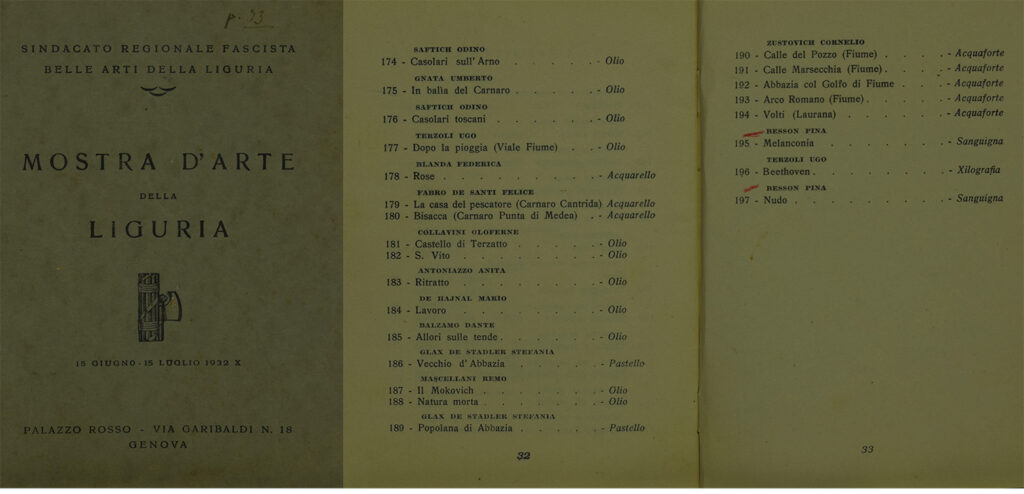 p. 33
SINDACATO REGIONALE FASCISTA
BELLE ARTI DELLA LIGURIA
MOSTRA D'ARTE
DELLA
LIGURIA
15 GIUGNO - 15 LUGLIO 1932 X
PALAZZO ROSSO - VIA GARIBALDI N. 18
GENOVA
SAFTICH ODINO
174 - Casolari sull' Arno . . . . . - Olio
GNATA UMBERTO
175 - In balìa del Carnaro . . . . . - Olio
SAFTICH ODINO
176 - Casolari toscani . . . . . . - Olio
TERZOLI UGO
177 - Dopo la pioggia (Viale Fiume) . . - Olio
BLANDA FEDERICA
178 - Rose . . . . . . . . - Acquarello
FABRO DE SANTI FELICE
179 - La casa del pescatore (Carnaro Cantrida) Acquarello
180 - Bisacca (Carnaro Punta di Medea) . - Acquarello
COLLAVINI OLOFERNE
181 - Castello di Terzatto . . . . . - Olio
182 - S. Vito . . . . . . . . - Olio
ANTONIAZZO ANITA
183 - Ritratto . . . . . . . . - Olio
DE HAJNAL MARIO
184 - Lavoro . . . . . . . . - Olio
BALZAMO DANTE
185 - Allori sulle tende . . . . . . - Olio
GLAX DE STADLER STEFANIA
186 - Vecchio d' Abbazia . . . . . - Pastello
MASCELLANI REMO
187 - Il Mokovich . . . . . . . - Olio
188 - Natura morta . . . . . . . - Olio
GLAX DE STADLER STEFANIA
189 - Popolana di Abbazia . . . . . - Pastello
32
ZUSTOVICH CORNELIO
190 - Calle del Pozzo (Fiume) . . . . - Acquaforte
191 - Calle Marsecchia (Fiume) . . . . - Acquaforte
192 - Abbazia col Golfo di Fiume . . . - Acquaforte
193 - Arco Romano (Fiume) . . . . . - Acquaforte
194 - Volti (Laurana) . . . . . . - Acquaforte
BESSON PINA
195 - Melanconia . . . . . . . - Sanguigna
TERZOLI UGO
196 - Beethoven . . . . . . . . - Xilografia
BESSON PINA
197 - Nudo . . . . . . . . . - Sanguigna
33